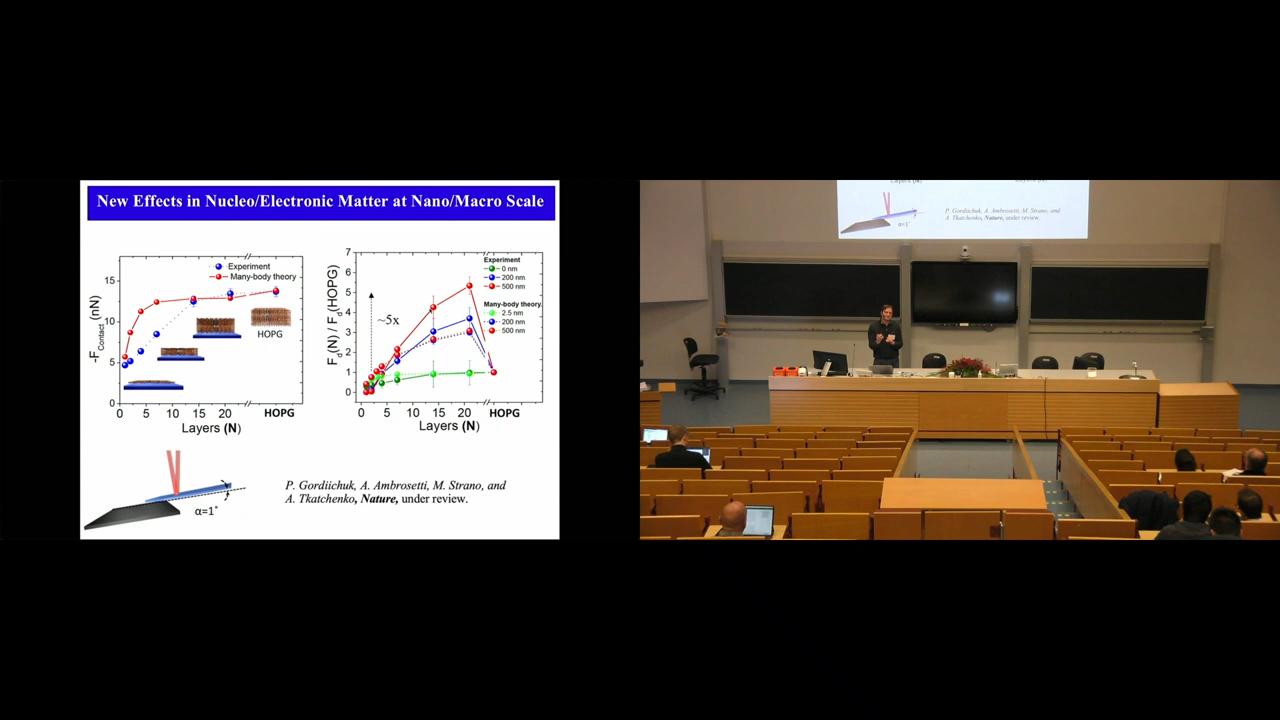 New Effects in Nucleo/Electronic Matter at Nano/Macro Scale
-F_Contact (nN)
15
10
5
0
Experiment
Many-body theory
HOPG
0 5 10 15 20 HOPG
Layers (N)
F_d(N) / F_d(HOPG)
7
6
5
4
3
2
1
0
~5x
Experiment
0 nm
200 nm
500 nm
Many-body theory.
2.5 nm
200 nm
500 nm
0 5 10 15 20 HOPG
Layers (N)
α=1˚
P. Gordiichuk, A. Ambrosetti, M. Strano, and
A. Tkatchenko, Nature, under review.
Layers (N)
α=1˚
P. Gordiichuk, A. Ambrosetti, M. Strano, and
A. Tkatchenko, Nature, under review.